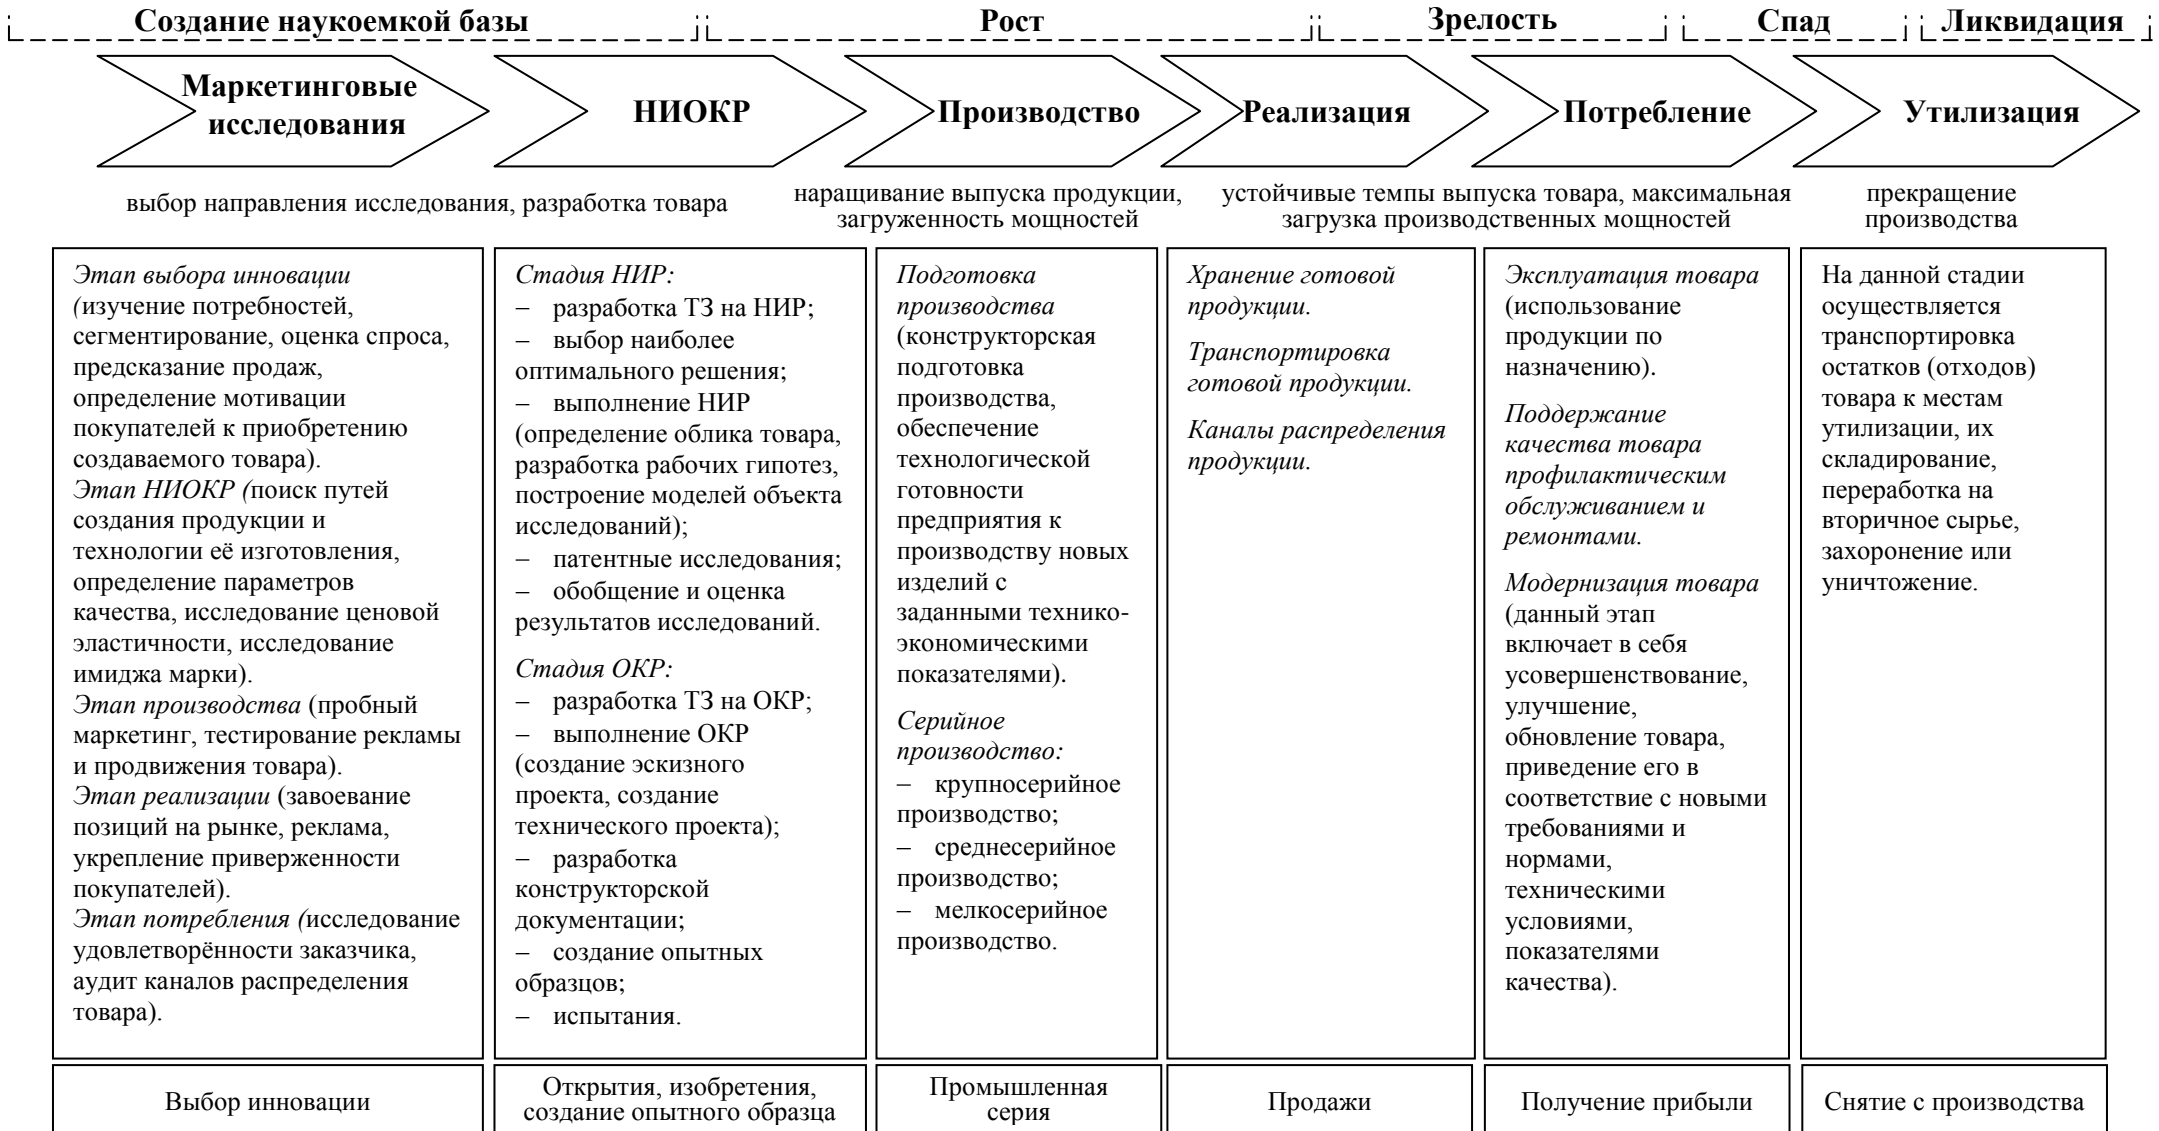 Создание наукоемкой базы
Рост
Зрелость
Спад
Ликвидация
Маркетинговые
исследования
НИОКР
Производство
Реализация
Потребление
Утилизация
выбор направления исследования, разработка товара
наращивание выпуска продукции,
загруженность мощностей
устойчивые темпы выпуска товара, максимальная
загрузка производственных мощностей
прекращение
производства
Этап выбора инновации
(изучение потребностей,
сегментирование, оценка спроса,
предсказание продаж,
определение мотивации
покупателей к приобретению
создаваемого товара).
Этап НИОКР (поиск путей
создания продукции и
технологии её изготовления,
определение параметров
качества, исследование ценовой
эластичности, исследование
имиджа марки).
Этап производства (пробный
маркетинг, тестирование рекламы
и продвижения товара).
Этап реализации (завоевание
позиций на рынке, реклама,
укрепление приверженности
покупателей).
Этап потребления (исследование
удовлетворённости заказчика,
аудит каналов распределения
товара).
Стадия НИР:
– разработка ТЗ на НИР;
– выбор наиболее
оптимального решения;
– выполнение НИР
(определение облика товара,
разработка рабочих гипотез,
построение моделей объекта
исследований);
– патентные исследования;
– обобщение и оценка
результатов исследований.
Стадия ОКР:
– разработка ТЗ на ОКР;
– выполнение ОКР
(создание эскизного
проекта, создание
технического проекта);
– разработка
конструкторской
документации;
– создание опытных
образцов;
– испытания.
Подготовка
производства
(конструкторская
подготовка
производства,
обеспечение
технологической
готовности
предприятия к
производству новых
изделий с
заданными технико-
экономическими
показателями).
Серийное
производство:
– крупносерийное
производство;
– среднесерийное
производство;
– мелкосерийное
производство.
Хранение готовой
продукции.
Транспортировка
готовой продукции.
Каналы распределения
продукции.
Эксплуатация товара
(использование
продукции по
назначению).
Поддержание
качества товара
профилактическим
обслуживанием и
ремонтами.
Модернизация товара
(данный этап
включает в себя
усовершенствование,
улучшение,
обновление товара,
приведение его в
соответствие с новыми
требованиями и
нормами,
техническими
условиями,
показателями
качества).
На данной стадии
осуществляется
транспортировка
остатков (отходов)
товара к местам
утилизации, их
складирование,
переработка на
вторичное сырье,
захоронение или
уничтожение.
Выбор инновации
Открытия, изобретения,
создание опытного образца
Промышленная
серия
Продажи
Получение прибыли
Снятие с производства